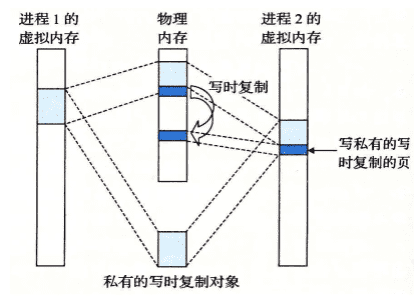 进程1的
虚拟内存
物理
内存
进程2的
虚拟内存
写时复制
写私有的写
时复制的页
私有的写时复制对象